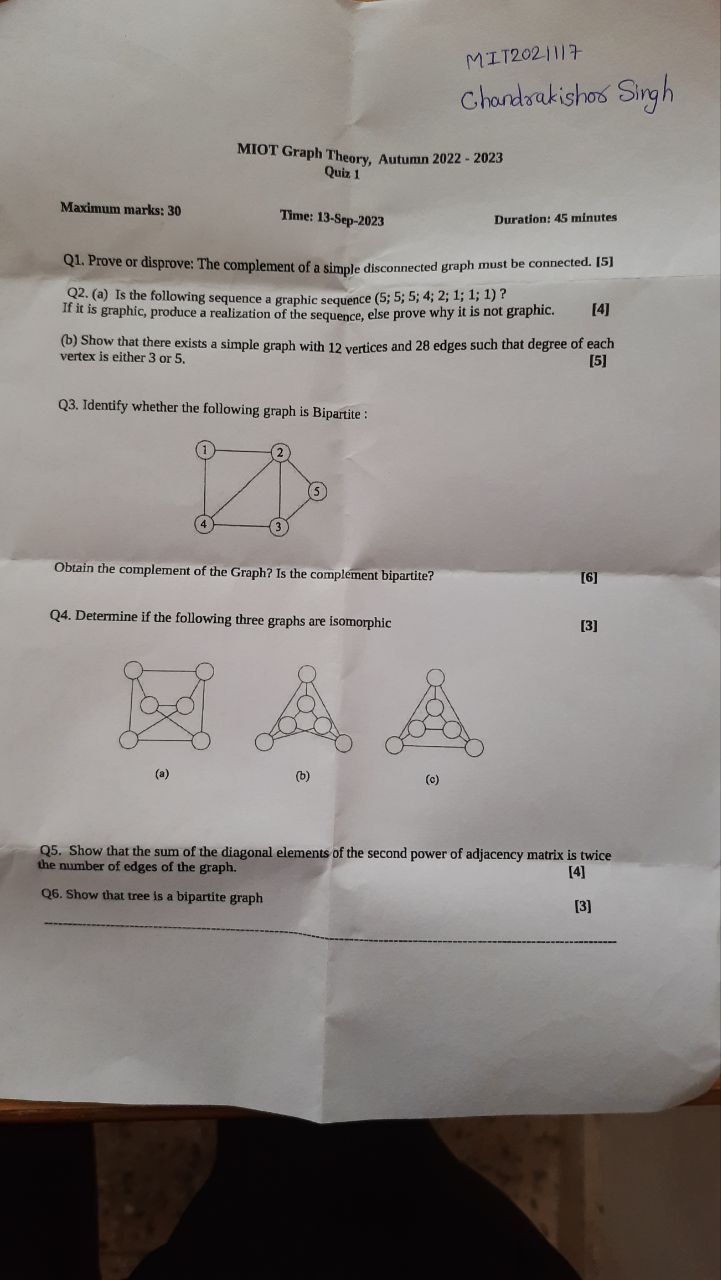 MIT2021117
Chandrakishor Singh
MIOT Graph Theory, Autumn 2022 - 2023
Quiz 1
Maximum marks: 30 Time: 13-Sep-2023 Duration: 45 minutes
Q1. Prove or disprove: The complement of a simple disconnected graph must be connected. [5]
Q2. (a) Is the following sequence a graphic sequence (5; 5; 5; 4; 2; 1; 1; 1) ?
If it is graphic, produce a realization of the sequence, else prove why it is not graphic. [4]
(b) Show that there exists a simple graph with 12 vertices and 28 edges such that degree of each
vertex is either 3 or 5. [5]
Q3. Identify whether the following graph is Bipartite :
1 2
5
4 3
Obtain the complement of the Graph? Is the complement bipartite? [6]
Q4. Determine if the following three graphs are isomorphic [3]
(a) (b) (c)
Q5. Show that the sum of the diagonal elements of the second power of adjacency matrix is twice
the number of edges of the graph. [4]
Q6. Show that tree is a bipartite graph [3]